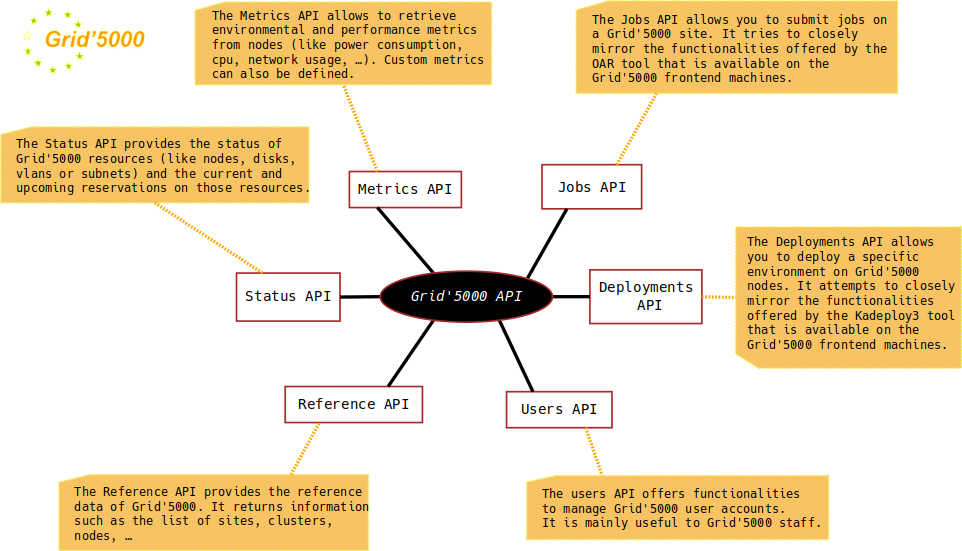 Grid'5000
The Metrics API allows to retrieve
environmental and performance metrics
from nodes (like power consumption,
cpu, network usage, …). Custom metrics
can also be defined.
The Jobs API allows you to submit jobs on
a Grid'5000 site. It tries to closely
mirror the functionalities offered by the
OAR tool that is available on the
Grid'5000 frontend machines.
The Status API provides the status of
Grid'5000 resources (like nodes, disks,
vlans or subnets) and the current and
upcoming reservations on those resources.
Metrics API
Jobs API
The Deployments API allows
you to deploy a specific
environment on Grid'5000
nodes. It attempts to closely
mirror the functionalities
offered by the Kadeploy3 tool
that is available on the
Grid'5000 frontend machines.
Status API
Grid'5000 API
Deployments
API
Reference API
Users API
The Reference API provides the reference
data of Grid'5000. It returns information
such as the list of sites, clusters,
nodes, …
The users API offers functionalities
to manage Grid'5000 user accounts.
It is mainly useful to Grid'5000 staff.